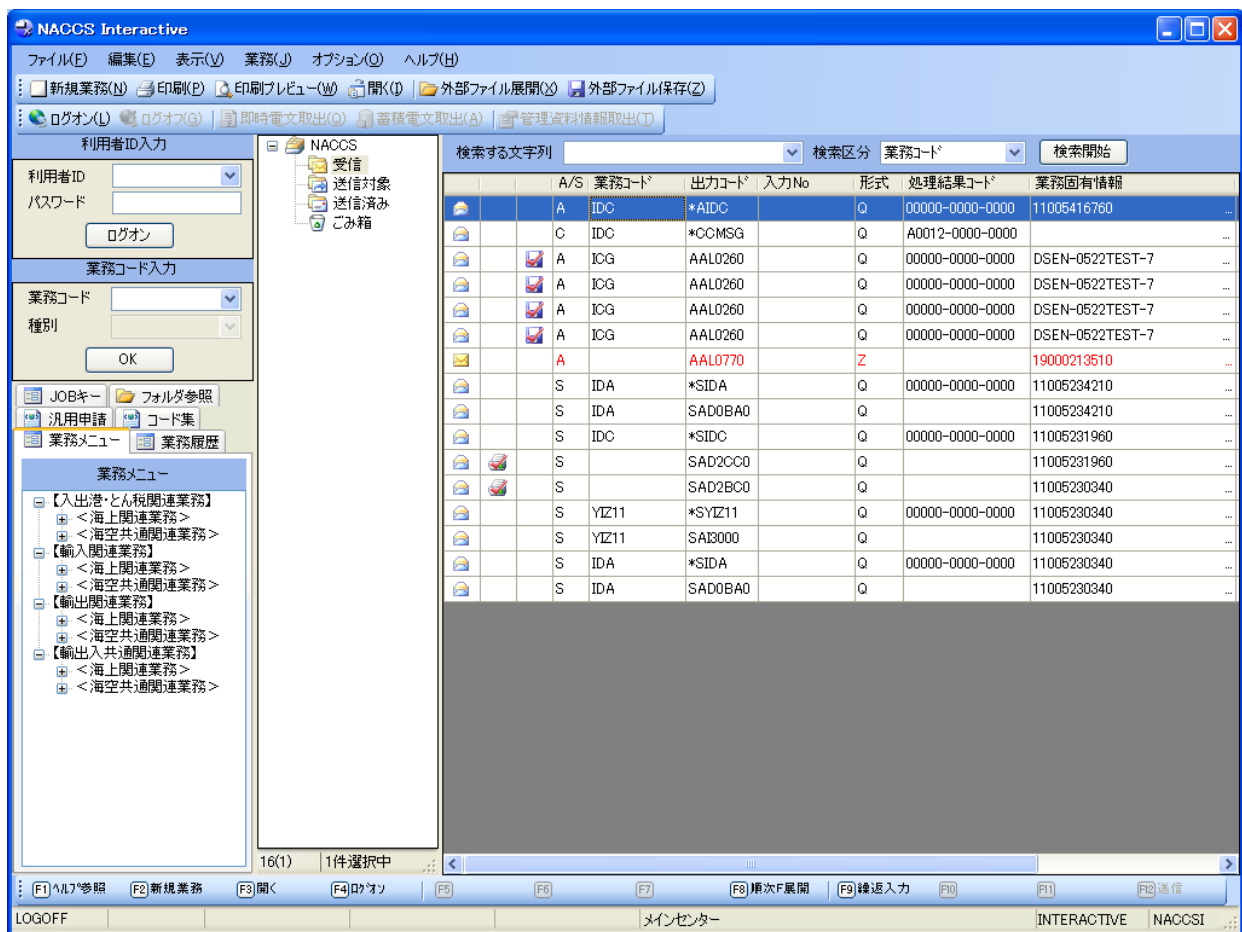 NACCS Interactive
ファイル(F) 編集(E) 表示(V) 業務(J) オプション(O) ヘルプ(H)
新規業務(N) 印刷(P) 印刷プレビュー(W) 開く(I) 外部ファイル展開(X) 外部ファイル保存(Z)
ログオン(L) ログオフ(G) 即時電文取出(Q) 蓄積電文取出(A) 管理資料情報取出(T)
利用者ID入力
利用者ID
パスワード
ログオン
業務コード入力
業務コード
種別
OK
JOBキー フォルダ参照
汎用申請 コード集
業務メニュー 業務履歴
業務メニュー
【入出港・とん税関連業務】
<海上関連業務>
<海空共通関連業務>
【輸入関連業務】
<海上関連業務>
<海空共通関連業務>
【輸出関連業務】
<海上関連業務>
<海空共通関連業務>
【輸出入共通関連業務】
<海上関連業務>
<海空共通関連業務>
NACCS
受信
送信対象
送信済み
ごみ箱
16(1) 1件選択中
検索する文字列 検索区分 業務コード 検索開始
A/S 業務コード 出力コード 入力No 形式 処理結果コード 業務固有情報
A IDC *AIDC Q 00000-0000-0000 11005416760 ...
C IDC *CCMSG Q A0012-0000-0000 ...
A ICG AAL0260 Q 00000-0000-0000 DSEN-0522TEST-7 ...
A ICG AAL0260 Q 00000-0000-0000 DSEN-0522TEST-7 ...
A ICG AAL0260 Q 00000-0000-0000 DSEN-0522TEST-7 ...
A ICG AAL0260 Q 00000-0000-0000 DSEN-0522TEST-7 ...
A AAL0770 Z 19000213510 ...
S IDA *SIDA Q 00000-0000-0000 11005234210 ...
S IDA SAD0BA0 Q 11005234210 ...
S IDC *SIDC Q 00000-0000-0000 11005231960 ...
S SAD2CC0 Q 11005231960 ...
S SAD2BC0 Q 11005230340 ...
S YIZ11 *SYIZ11 Q 00000-0000-0000 11005230340 ...
S YIZ11 SAI3000 Q 11005230340 ...
S IDA *SIDA Q 00000-0000-0000 11005230340 ...
S IDA SAD0BA0 Q 11005230340 ...
F1 ヘルプ参照 F2 新規業務 F3 開く F4 ログオン F5 F6 F7 F8 順次F展開 F9 繰返入力 F10 F11 F12 送信
LOGOFF メインセンター INTERACTIVE NACCSI